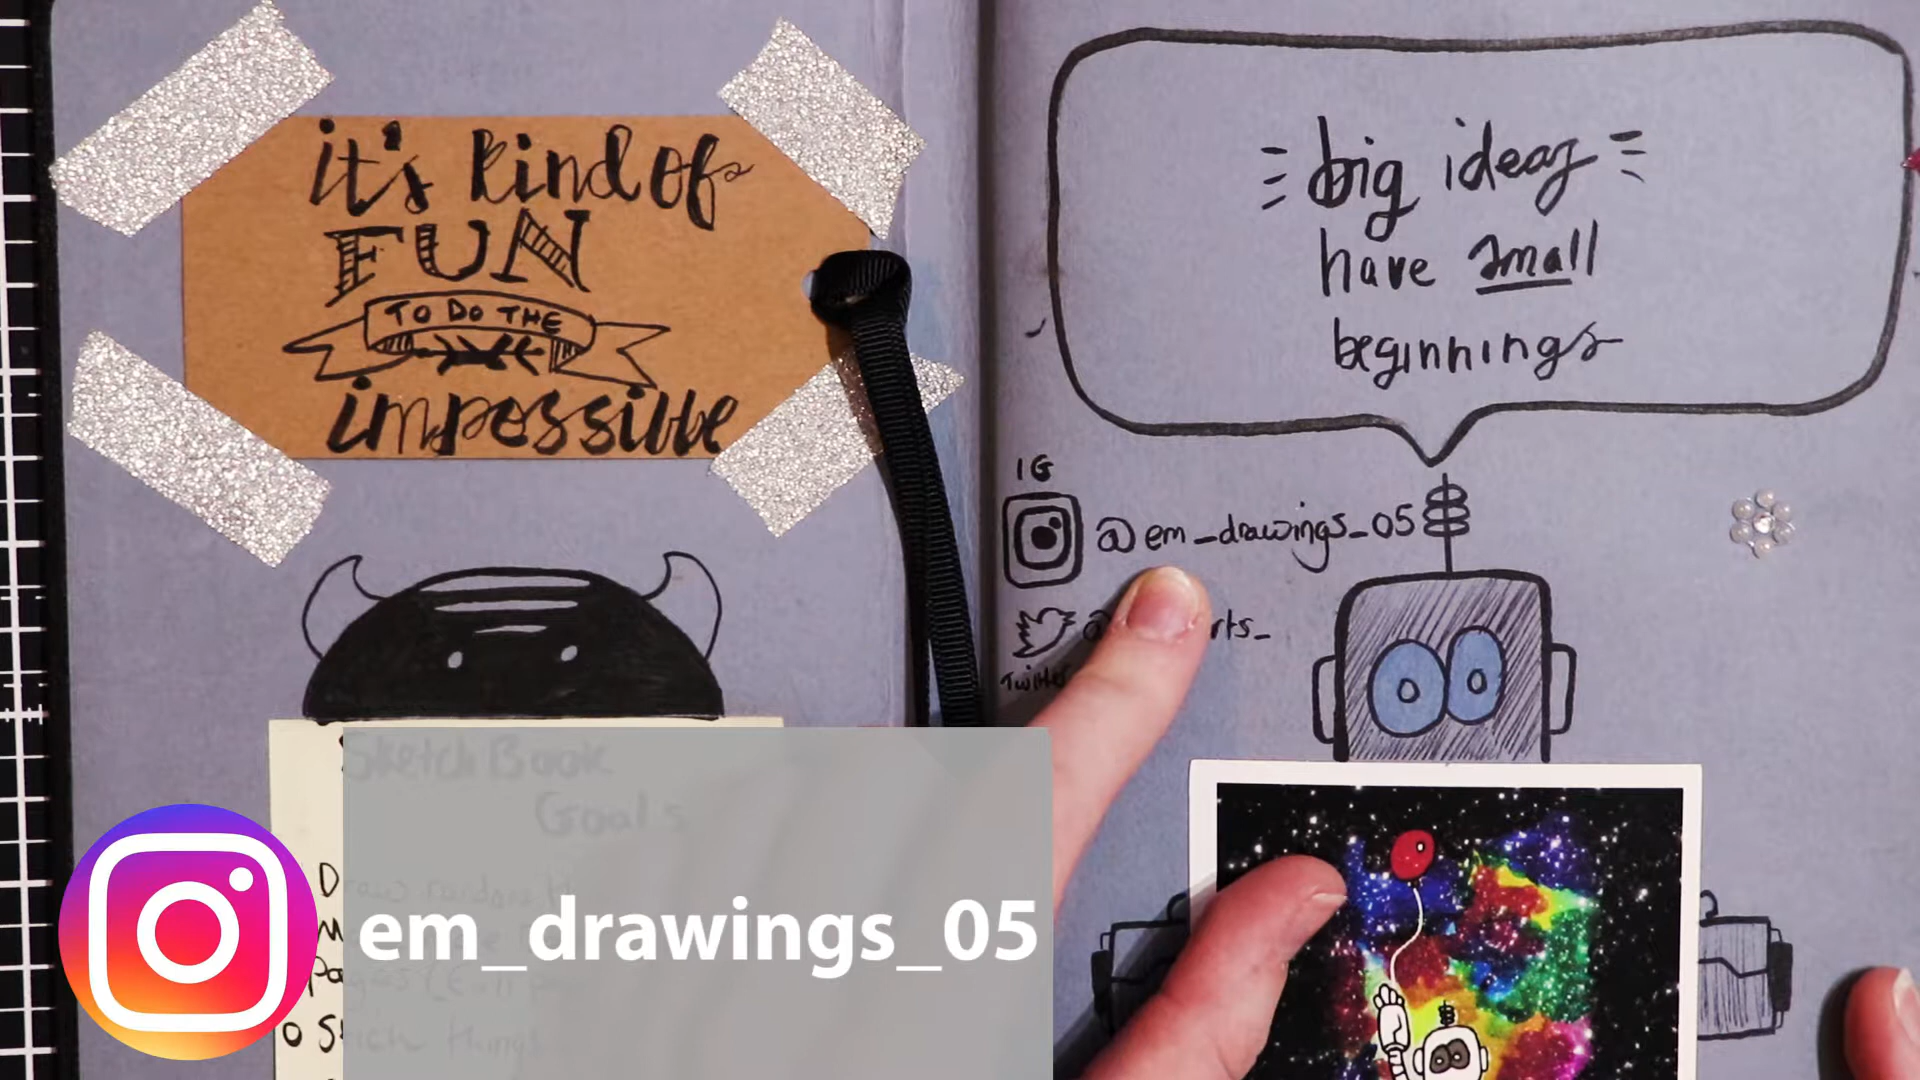 it's kind of
FUN
TO DO THE
impossible
big ideas
have small
beginnings
IG
@em_drawings_05
Twitter
Sketch Book
Goals
em_drawings_05